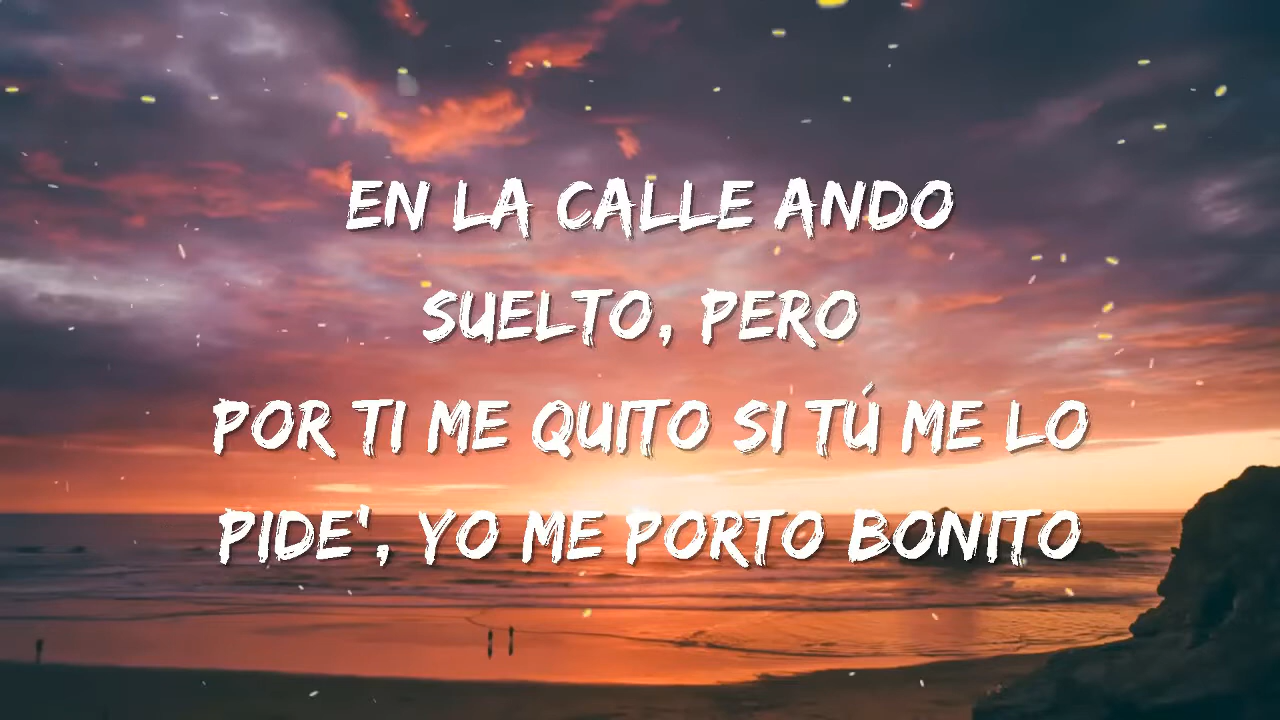 EN LA CALLE ANDO
SUELTO, PERO
POR TI ME QUITO SI TÚ ME LO
PIDE', YO ME PORTO BONITO